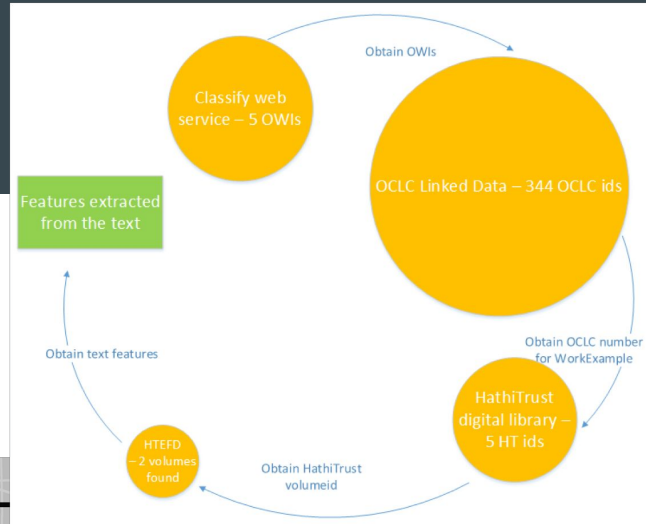 Obtain OWIs
Classify web
service – 5 OWIs
OCLC Linked Data – 344 OCLC ids
Features extracted
from the text
Obtain OCLC number
for WorkExample
Obtain text features
HathiTrust
digital library –
5 HT ids
HTEFD
– 2 volumes
found
Obtain HathiTrust
volumeid